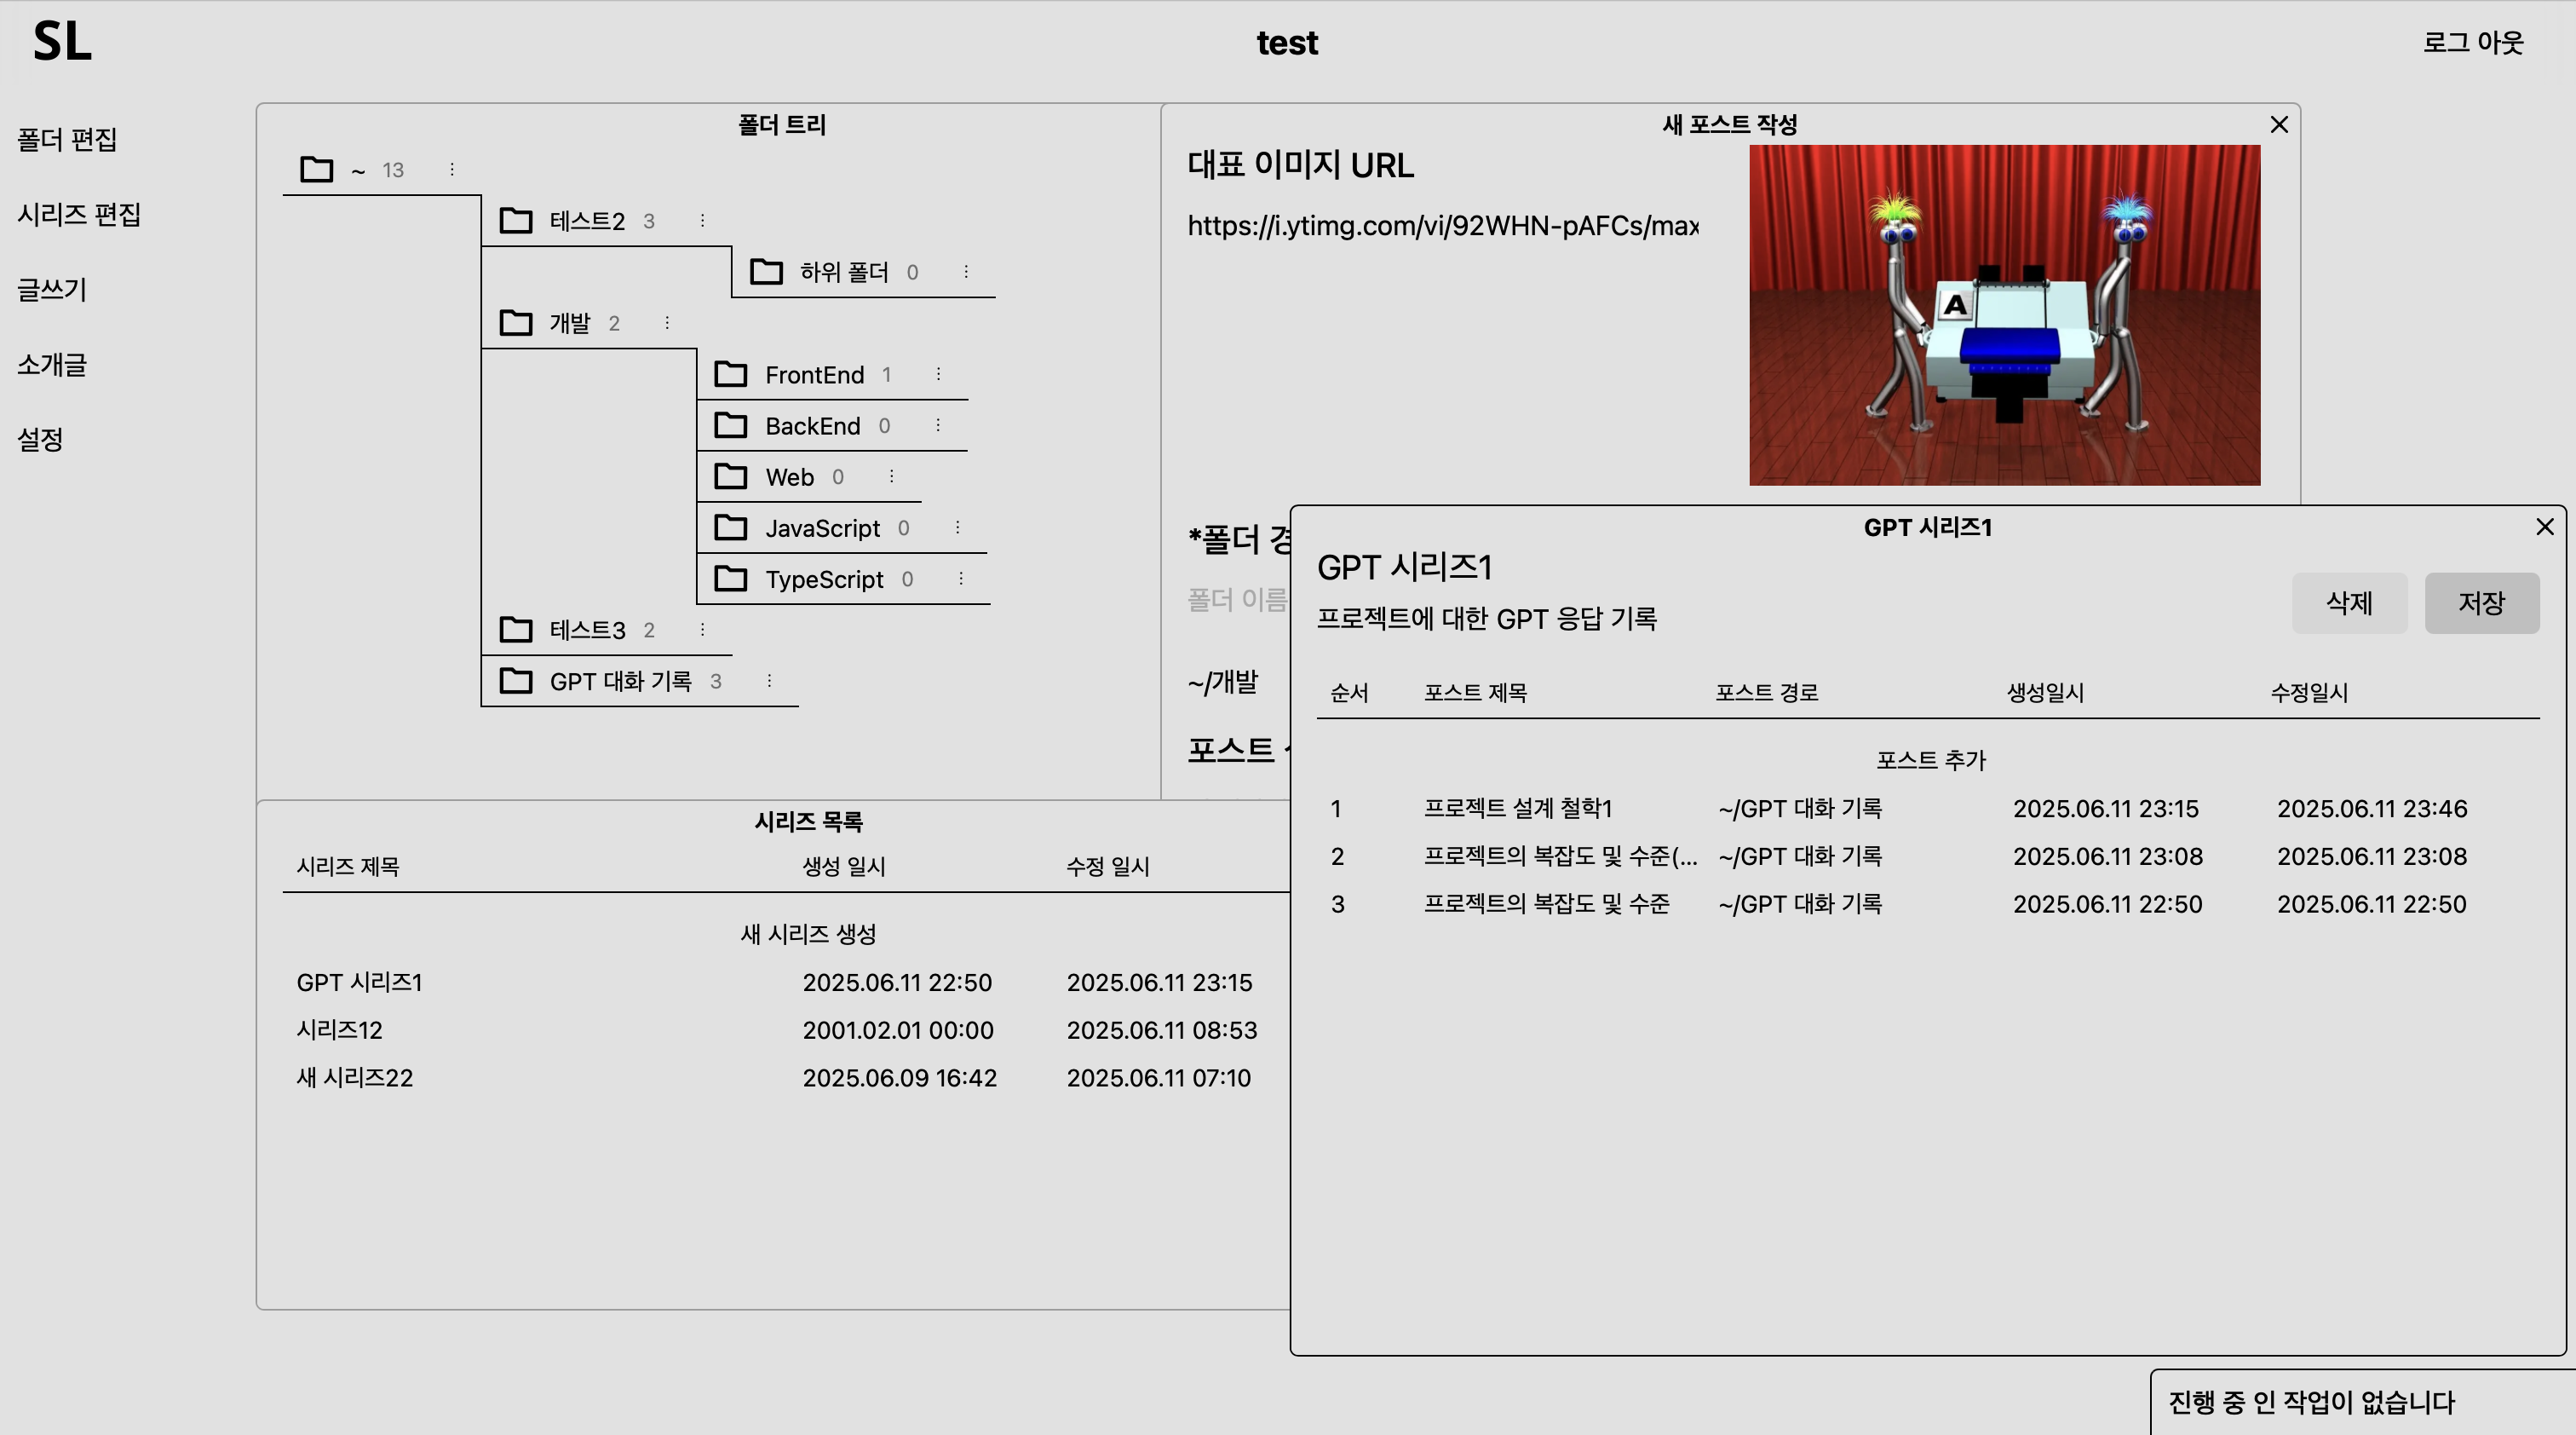 SL
test
로그 아웃
폴더 편집
시리즈 편집
글쓰기
소개글
설정
폴더 트리
~ 13
테스트2 3
하위 폴더 0
개발 2
FrontEnd 1
BackEnd 0
Web 0
JavaScript 0
TypeScript 0
테스트3 2
GPT 대화 기록 3
새 포스트 작성
대표 이미지 URL
https://i.ytimg.com/vi/92WHN-pAFCs/max
A
*폴더
폴더 이름
~/개발
포스트
시리즈 목록
시리즈 제목 생성 일시 수정 일시
새 시리즈 생성
GPT 시리즈1 2025.06.11 22:50 2025.06.11 23:15
시리즈12 2001.02.01 00:00 2025.06.11 08:53
새 시리즈22 2025.06.09 16:42 2025.06.11 07:10
GPT 시리즈1
GPT 시리즈1
프로젝트에 대한 GPT 응답 기록
삭제 저장
순서 포스트 제목 포스트 경로 생성일시 수정일시
포스트 추가
1 프로젝트 설계 철학1 ~/GPT 대화 기록 2025.06.11 23:15 2025.06.11 23:46
2 프로젝트의 복잡도 및 수준(... ~/GPT 대화 기록 2025.06.11 23:08 2025.06.11 23:08
3 프로젝트의 복잡도 및 수준 ~/GPT 대화 기록 2025.06.11 22:50 2025.06.11 22:50
진행 중 인 작업이 없습니다